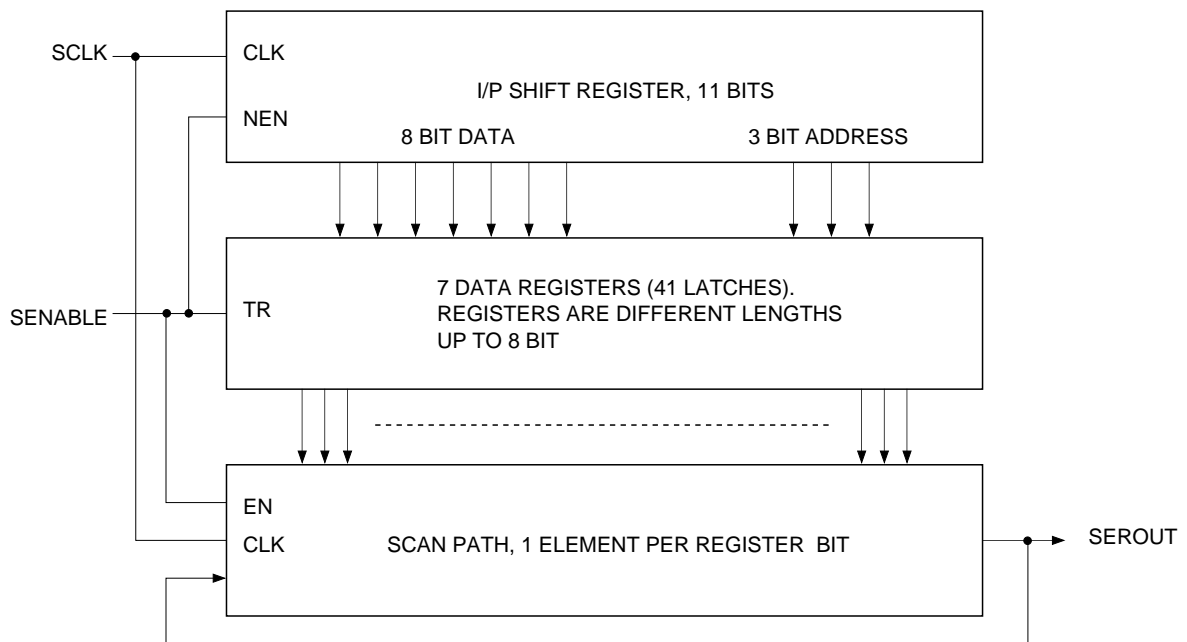 SCLK
CLK
I/P SHIFT REGISTER, 11 BITS
NEN
8 BIT DATA
3 BIT ADDRESS
SENABLE
TR
7 DATA REGISTERS (41 LATCHES).
REGISTERS ARE DIFFERENT LENGTHS
UP TO 8 BIT
EN
CLK
SCAN PATH, 1 ELEMENT PER REGISTER BIT
SEROUT